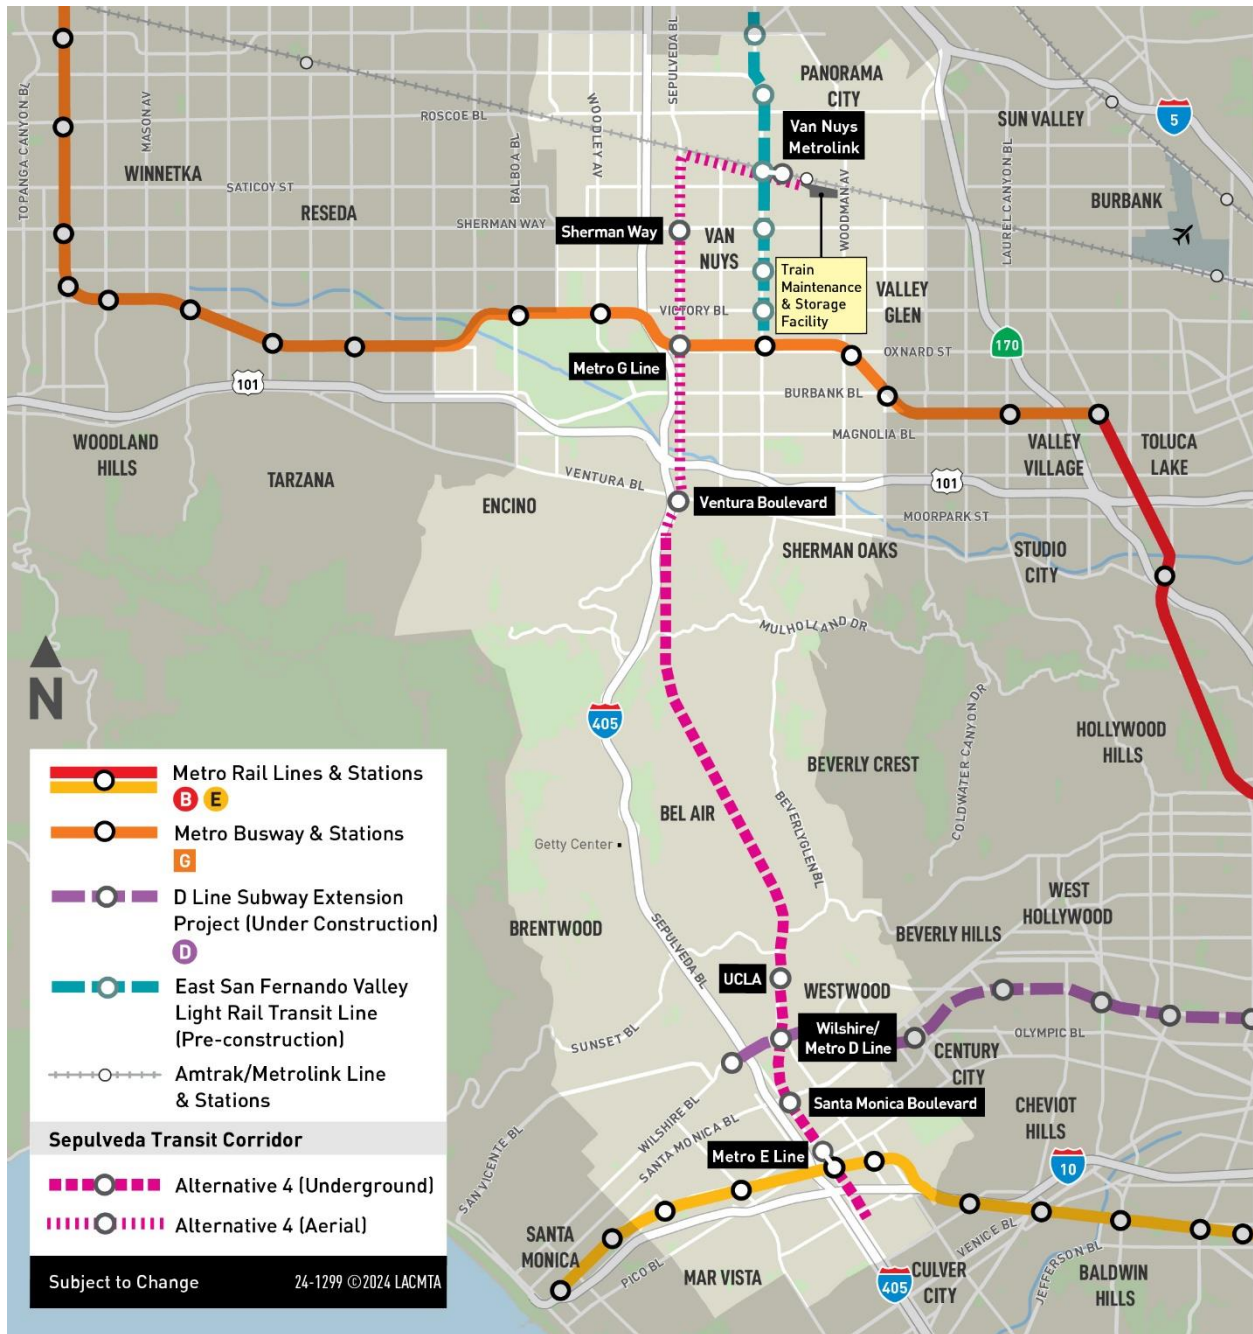 TOPANGA CANYON BL
MASON AV
WINNETKA
SATICOY ST
RESEDA
ROSCOE BL
BALBOA BL
SHERMAN WAY
WOODLEY AV
SEPULVEDA BL
PANORAMA
CITY
Van Nuys
Metrolink
SUN VALLEY
5
BURBANK
LAUREL CANYON BL
WOODMAN AV
Sherman Way
VAN
NUYS
Train
Maintenance
& Storage
Facility
VALLEY
GLEN
VICTORY BL
170
OXNARD ST
Metro G Line
101
BURBANK BL
MAGNOLIA BL
WOODLAND
HILLS
TARZANA
VENTURA BL
ENCINO
Ventura Boulevard
VALLEY
VILLAGE
TOLUCA
LAKE
101
MOORPARK ST
SHERMAN OAKS
STUDIO
CITY
MULHOLLAND DR
N
405
COLDWATER CANYON DR
HOLLYWOOD
HILLS
BEVERLY CREST
BEL AIR
BEVERLYGLEN BL
Getty Center
WEST
HOLLYWOOD
BRENTWOOD
BEVERLY HILLS
SEPULVEDA BL
UCLA
WESTWOOD
SUNSET BL
Wilshire/
Metro D Line
OLYMPIC BL
CENTURY
CITY
Santa Monica Boulevard
CHEVIOT
HILLS
WILSHIRE BL
SANTA MONICA BL
SAN VICENTE BL
Metro E Line
10
SANTA
MONICA
PICO BL
MAR VISTA
VENICE BL
405
CULVER
CITY
JEFFERSON BL
BALDWIN
HILLS
Metro Rail Lines & Stations
B E
Metro Busway & Stations
G
D Line Subway Extension
Project (Under Construction)
D
East San Fernando Valley
Light Rail Transit Line
(Pre-construction)
Amtrak/Metrolink Line
& Stations
Sepulveda Transit Corridor
Alternative 4 (Underground)
Alternative 4 (Aerial)
Subject to Change 24-1299 ©2024 LACMTA